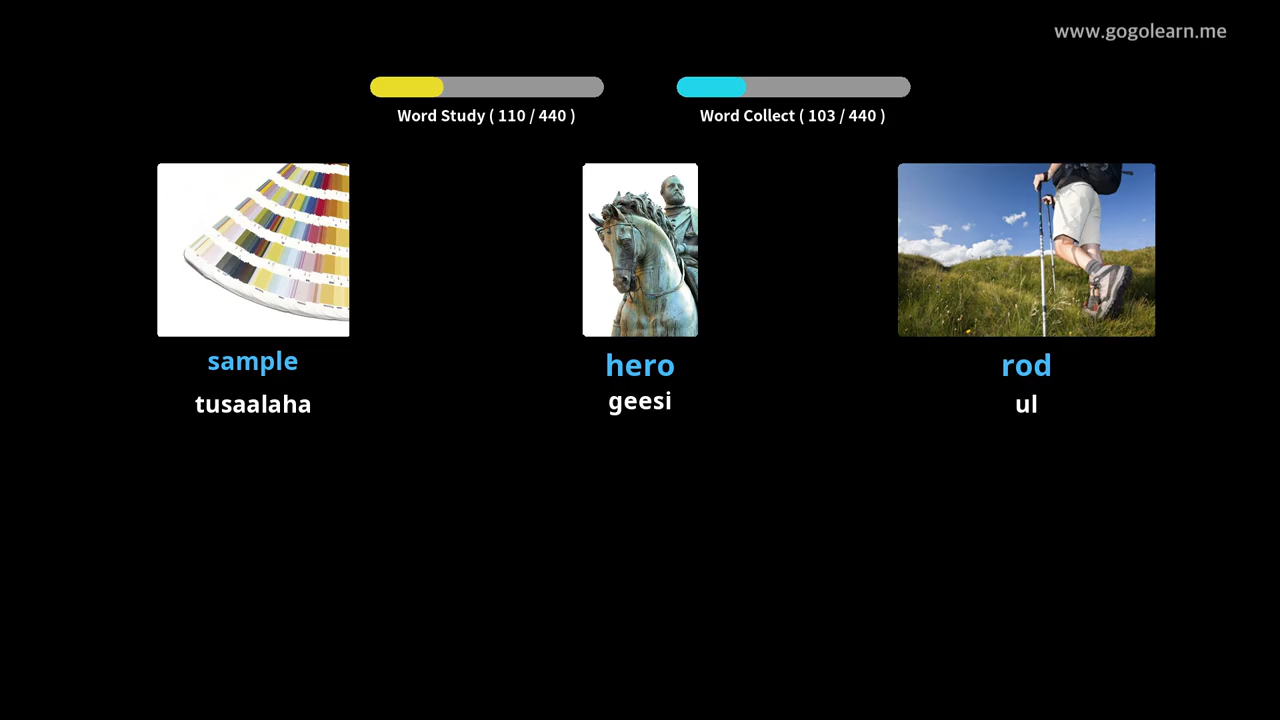 www.gogolearn.me
Word Study ( 110 / 440 )
Word Collect ( 103 / 440 )
sample
tusaalaha
hero
geesi
rod
ul